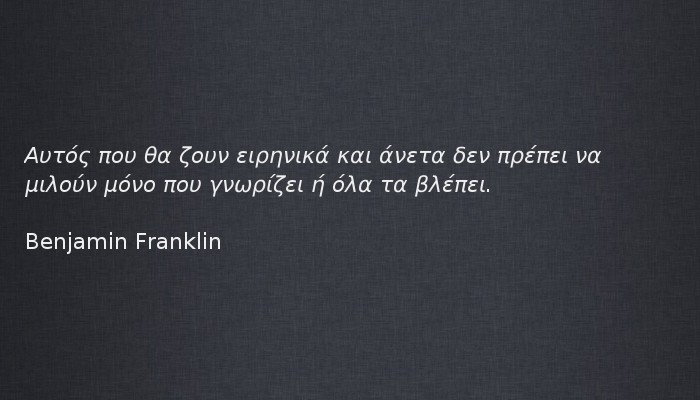 Αυτός που θα ζουν ειρηνικά και άνετα δεν πρέπει να
μιλούν μόνο που γνωρίζει ή όλα τα βλέπει.
Benjamin Franklin